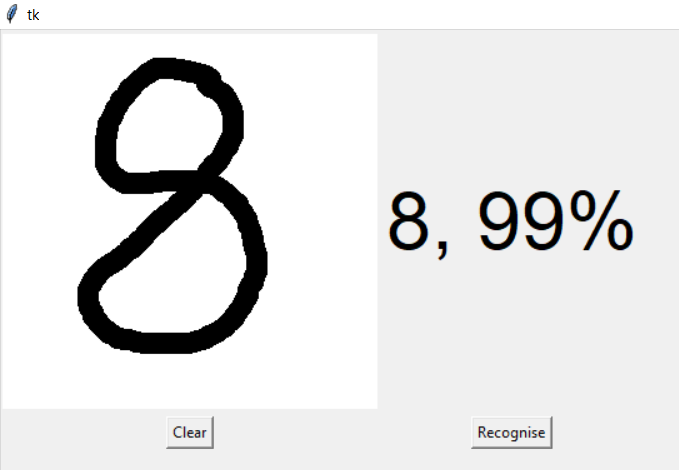 tk
8
8, 99%
Clear
Recognise